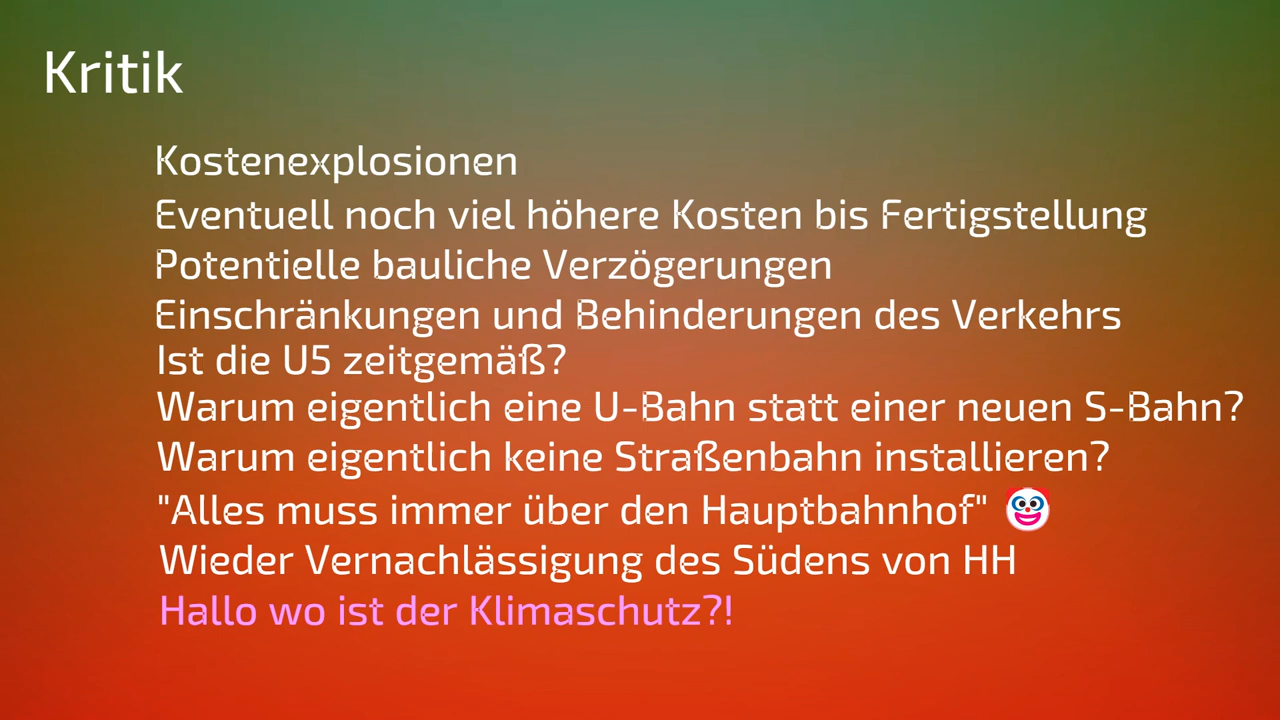 Kritik
Kostenexplosionen
Eventuell noch viel höhere Kosten bis Fertigstellung
Potentielle bauliche Verzögerungen
Einschränkungen und Behinderungen des Verkehrs
Ist die U5 zeitgemäß?
Warum eigentlich eine U-Bahn statt einer neuen S-Bahn?
Warum eigentlich keine Straßenbahn installieren?
"Alles muss immer über den Hauptbahnhof" 🤡
Wieder Vernachlässigung des Südens von HH
Hallo wo ist der Klimaschutz?!